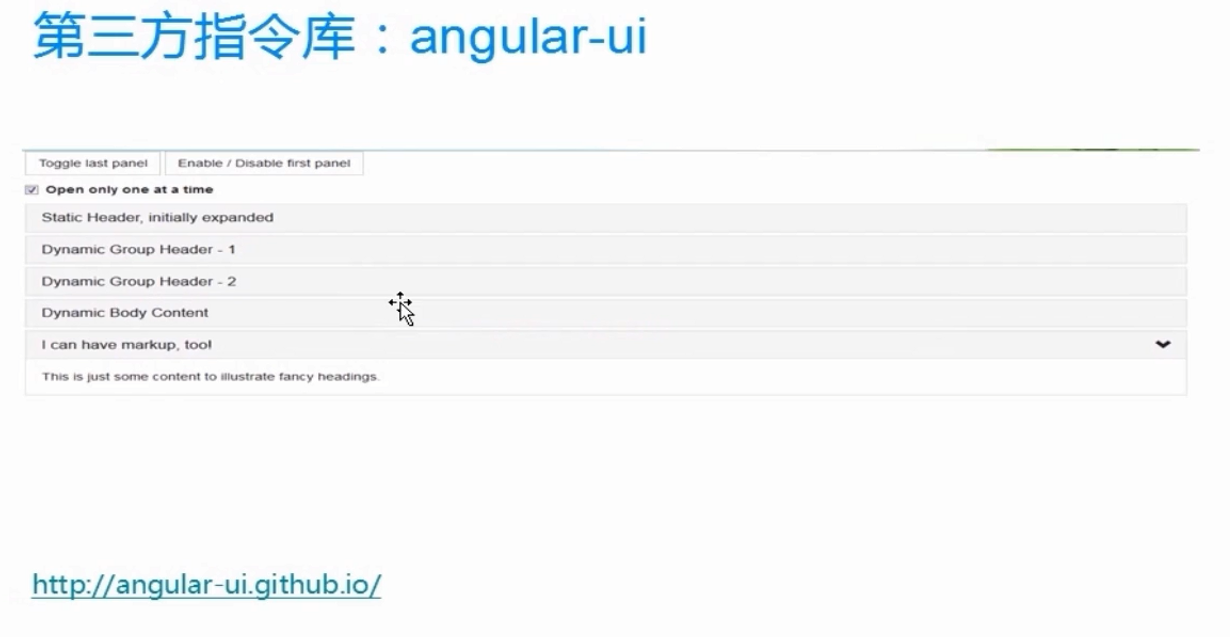 第三方指令库：angular-ui
Toggle last panel Enable / Disable first panel
Open only one at a time
Static Header, initially expanded
Dynamic Group Header - 1
Dynamic Group Header - 2
Dynamic Body Content
I can have markup, too!
This is just some content to illustrate fancy headings.
http://angular-ui.github.io/